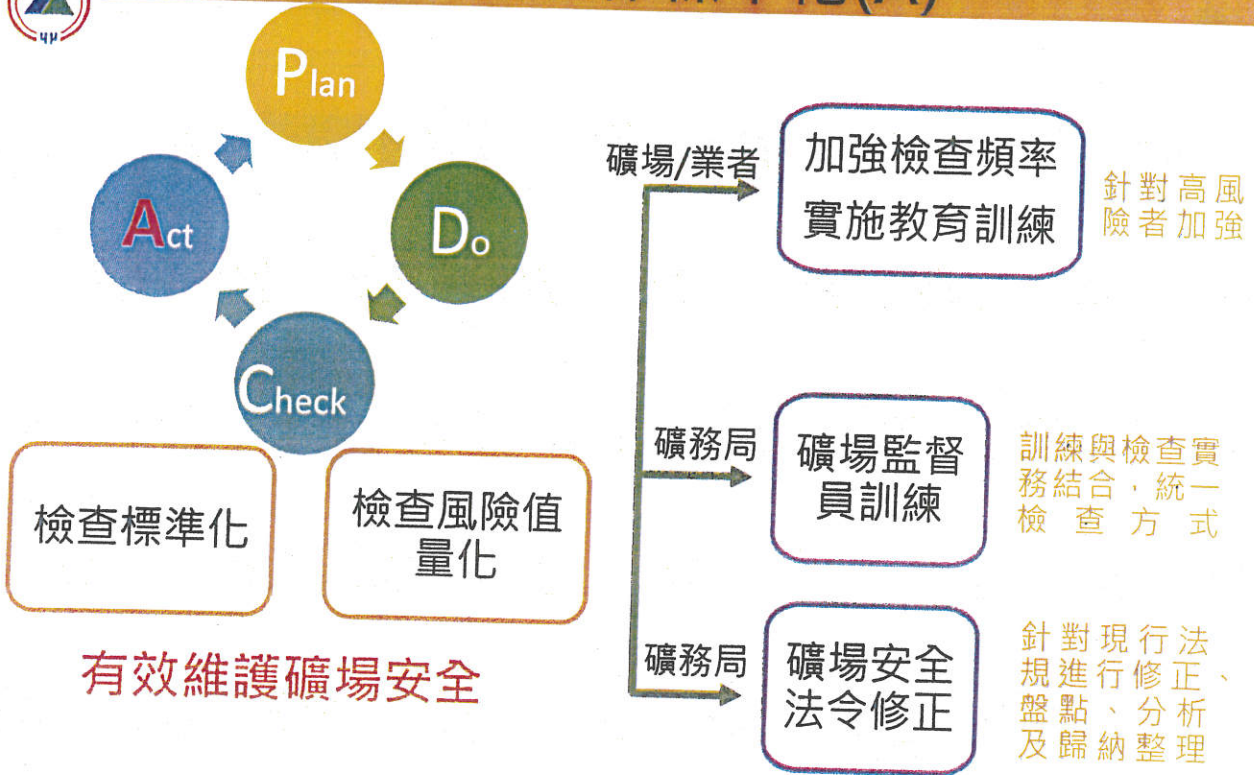 (A)
Plan
Do
Check
Act
檢查標準化
檢查風險值
量化
有效維護礦場安全
礦場/業者
加強檢查頻率
實施教育訓練
針對高風
險者加強
礦務局
礦場監督
員訓練
訓練與檢查實
務結合，統一
檢查方式
礦務局
礦場安全
法令修正
針對現行法
規進行修正、
盤點、分析
及歸納整理